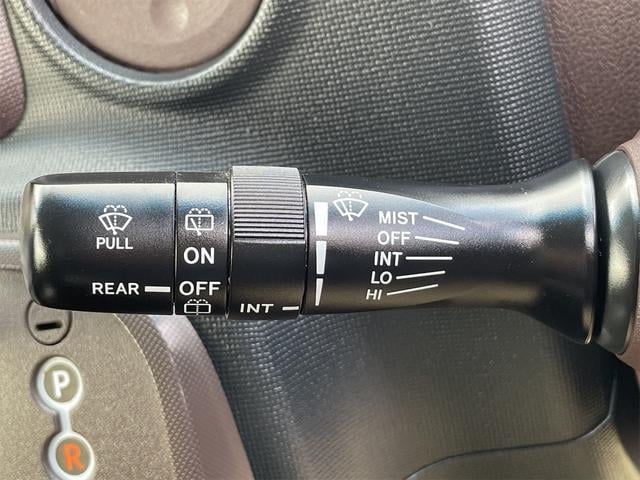 PULL
REAR
ON
OFF
INT
MIST
OFF
INT
LO
HI
P
R